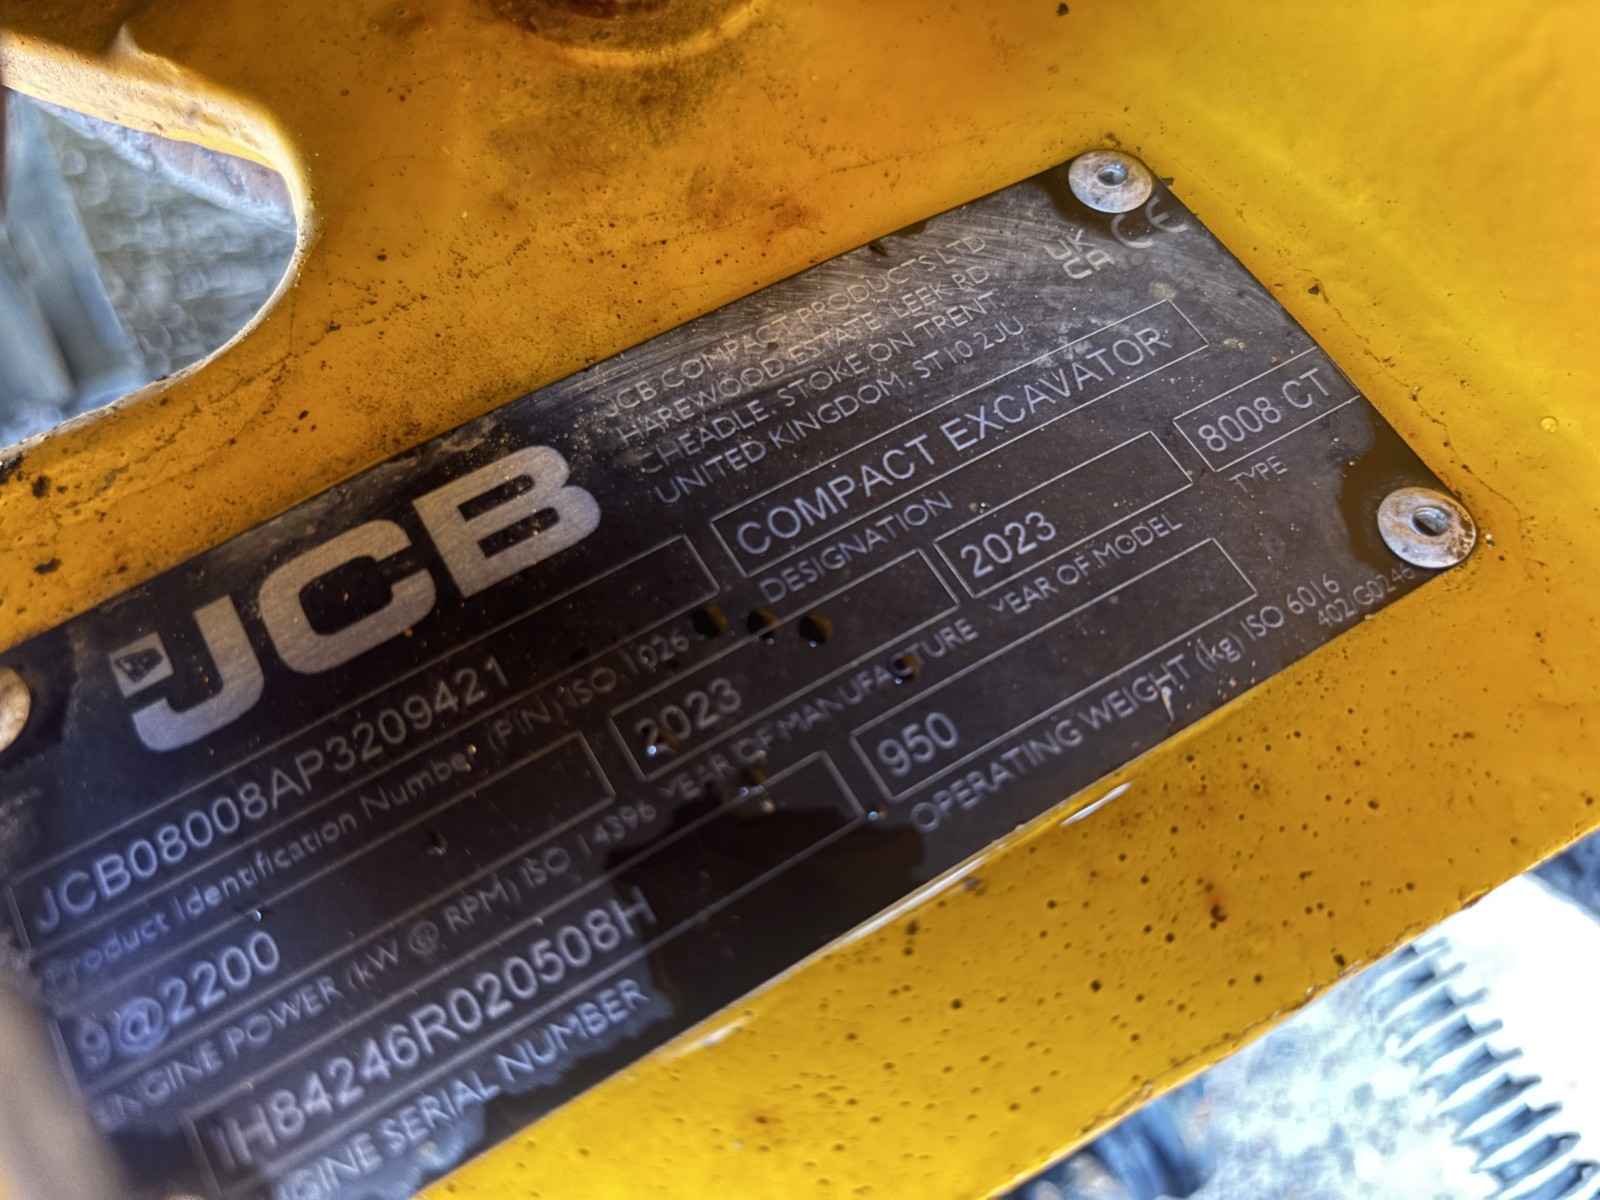 JCB
JCB COMPACT PRODUCTS LTD
HAREWOOD ESTATE, LEEK RD
CHEADLE, STOKE ON TRENT
UNITED KINGDOM, ST10 2JU
UK
CA
CE
COMPACT EXCAVATOR
DESIGNATION
8008 CT
TYPE
JCB08008AP3209421
Product Identification Number (PIN) ISO 10261
2023
YEAR OF MANUFACTURE
2023
YEAR OF MODEL
9@2200
ENGINE POWER (kW @ RPM) ISO 14396
950
OPERATING WEIGHT (kg) ISO 6016
402/G0246
IH84246R020508H
ENGINE SERIAL NUMBER